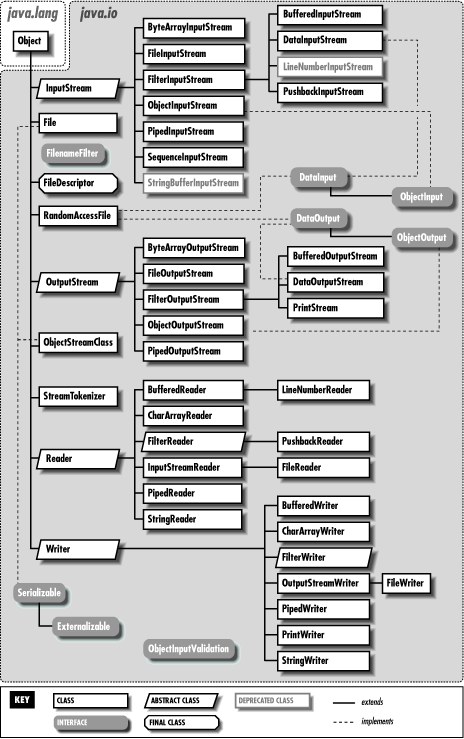 java.lang
java.io
Object
InputStream
File
FilenameFilter
FileDescriptor
RandomAccessFile
OutputStream
ObjectStreamClass
StreamTokenizer
Reader
Writer
Serializable
Externalizable
ByteArrayInputStream
FileInputStream
FilterInputStream
ObjectInputStream
PipedInputStream
SequenceInputStream
StringBufferInputStream
BufferedInputStream
DataInputStream
LineNumberInputStream
PushbackInputStream
DataInput
ObjectInput
DataOutput
ObjectOutput
ByteArrayOutputStream
FileOutputStream
FilterOutputStream
ObjectOutputStream
PipedOutputStream
BufferedOutputStream
DataOutputStream
PrintStream
BufferedReader
CharArrayReader
FilterReader
InputStreamReader
PipedReader
StringReader
LineNumberReader
PushbackReader
FileReader
BufferedWriter
CharArrayWriter
FilterWriter
OutputStreamWriter
FileWriter
PipedWriter
PrintWriter
StringWriter
ObjectInputValidation
KEY
CLASS
ABSTRACT CLASS
DEPRECATED CLASS
extends
INTERFACE
FINAL CLASS
implements